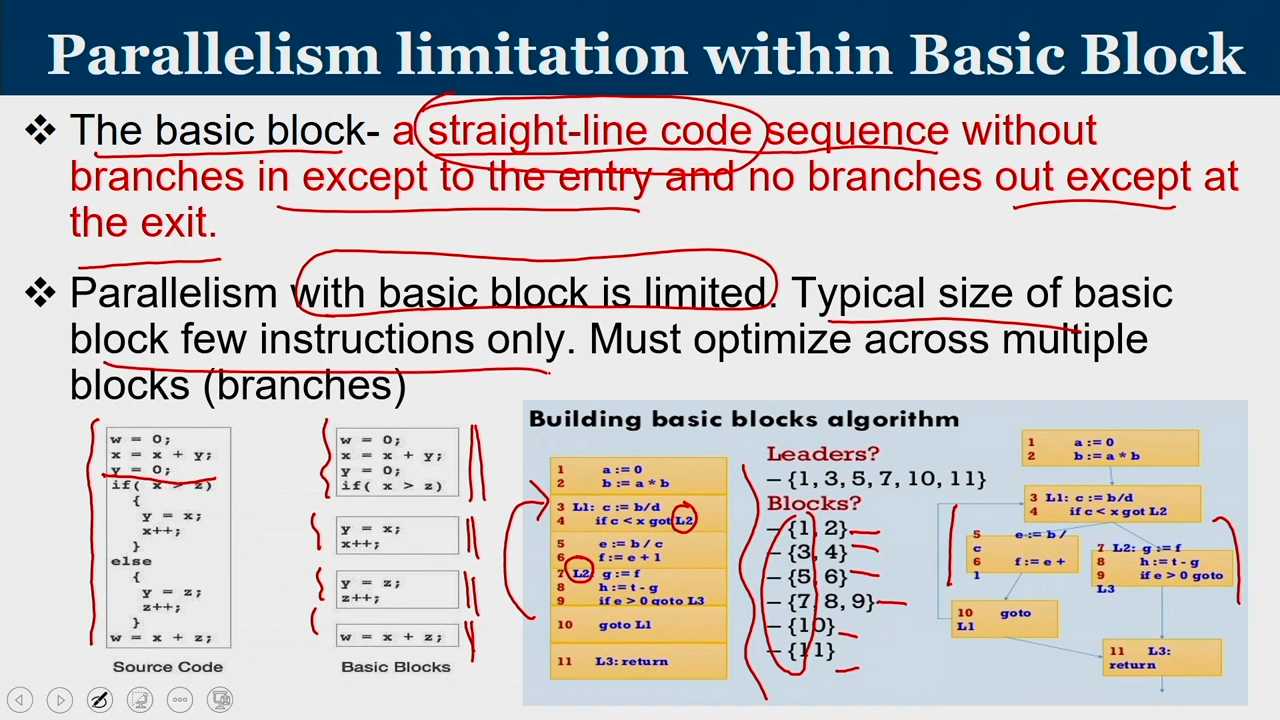 Parallelism limitation within Basic Block
❖ The basic block- a straight-line code sequence without
branches in except to the entry and no branches out except at
the exit.
❖ Parallelism with basic block is limited. Typical size of basic
block few instructions only. Must optimize across multiple
blocks (branches)
w = 0;
x = x + y;
y = 0;
if( x > z)
{
y = x;
x++;
}
else
{
y = z;
z++;
}
w = x + z;
Source Code
w = 0;
x = x + y;
y = 0;
if( x > z)
y = x;
x++;
y = z;
z++;
w = x + z;
Basic Blocks
Building basic blocks algorithm
1 a := 0
2 b := a * b
3 L1: c := b/d
4 if c < x got L2
5 e := b / c
6 f := e + 1
7 L2: g := f
8 h := t - g
9 if e > 0 goto L3
10 goto L1
11 L3: return
Leaders?
– {1, 3, 5, 7, 10, 11}
Blocks?
– {1, 2}
– {3, 4}
– {5, 6}
– {7, 8, 9}
– {10}
– {11}
1 a := 0
2 b := a * b
3 L1: c := b/d
4 if c < x got L2
5 e := b /
c
6 f := e +
1
7 L2: g := f
8 h := t - g
9 if e > 0 goto
L3
10 goto
L1
11 L3:
return